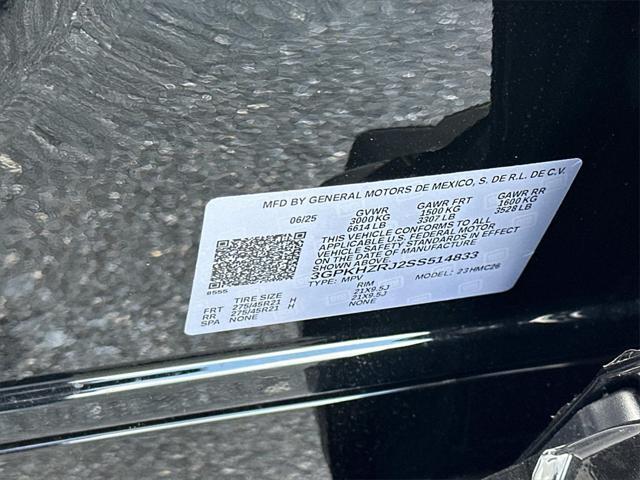 MFD BY GENERAL MOTORS DE MEXICO, S. DE R.L. DE C.V.
06/25 GVWR GAWR FRT GAWR RR
3000 KG 1500 KG 1600 KG
6614 LB 3307 LB 3528 LB
THIS VEHICLE CONFORMS TO ALL
APPLICABLE U.S. FEDERAL MOTOR
VEHICLE SAFETY STANDARDS IN EFFECT
ON THE DATE OF MANUFACTURE
SHOWN ABOVE.
3GPKHZRJ2SS514833
TYPE: MPV MODEL: 23HMC26
8555
TIRE SIZE RIM
FRT 275/45R21 H 21X9.5J
RR 275/45R21 H 21X9.5J
SPA NONE NONE